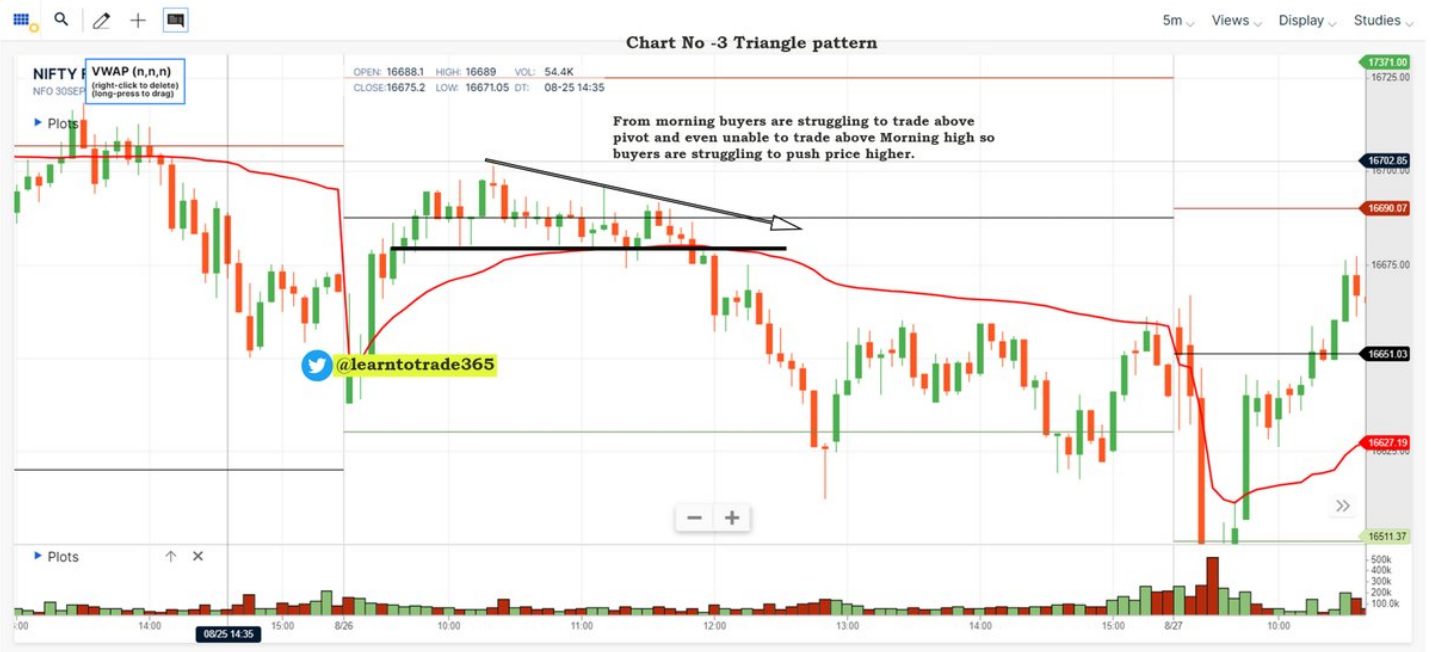 5m Views Display Studies
Chart No -3 Triangle pattern
NIFTY
VWAP (n,n,n)
(right-click to delete)
(long-press to drag)
NFO 30SEP
OPEN: 16688.1 HIGH: 16689 VOL: 54.4K
CLOSE:16675.2 LOW: 16671.05 DT: 08-25 14:35
Plots
From morning buyers are struggling to trade above
pivot and even unable to trade above Morning high so
buyers are struggling to push price higher.
17371.00
16725.00
16702.85
16700.00
16690.07
16675.00
16651.03
16627.19
16625.00
16511.37
@learntotrade365
Plots
500k
400k
300k
200k
100.0k
:00 14:00 15:00 8/26 10:00 11:00 12:00 13:00 14:00 15:00 8/27 10:00
08/25 14:35